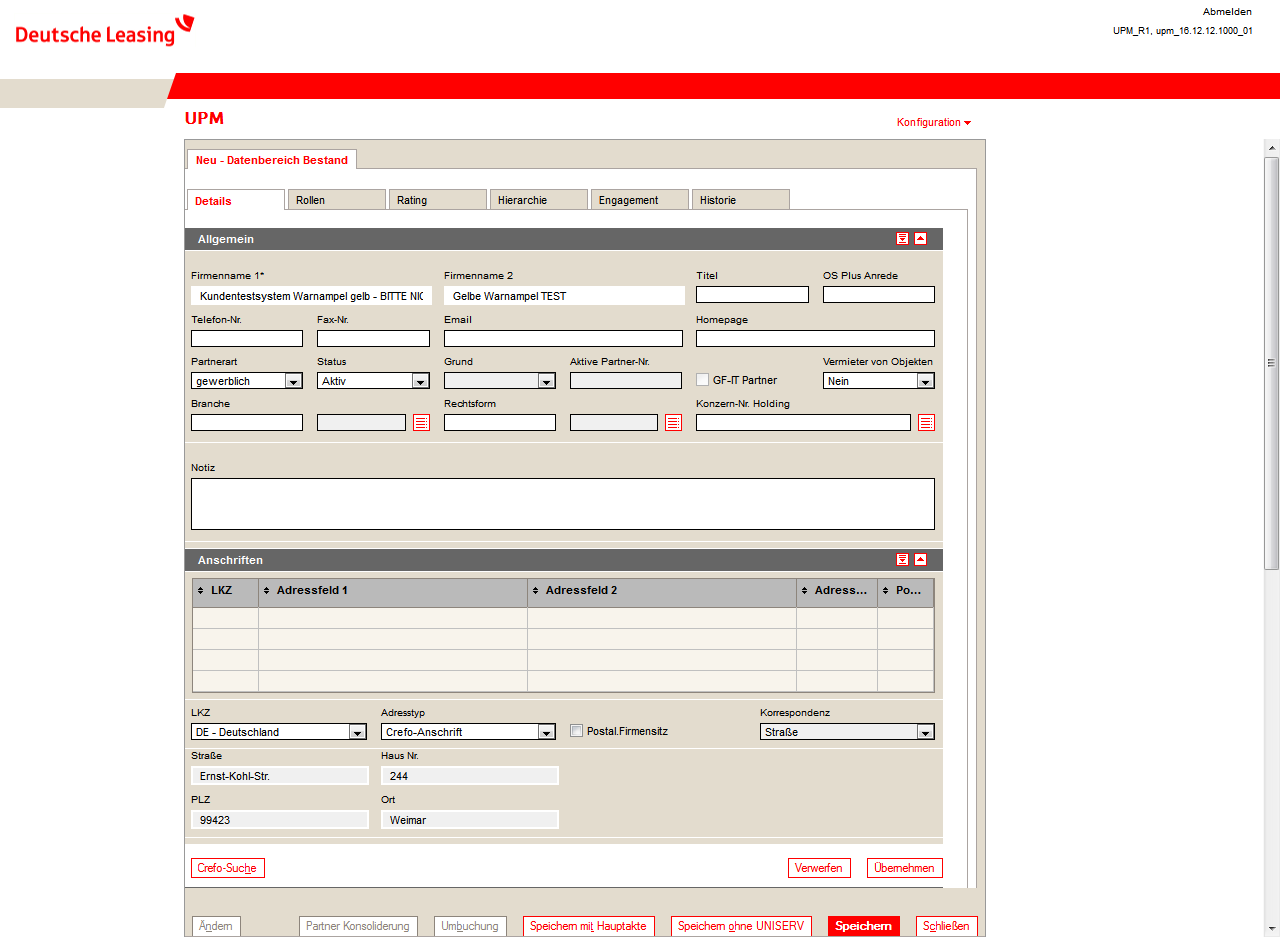 Deutsche Leasing
Abmelden
UPM_R1, upm_16.12.12.1000_01
UPM
Konfiguration
Neu - Datenbereich Bestand
Details Rollen Rating Hierarchie Engagement Historie
Allgemein
Firmenname 1* Firmenname 2 Titel OS Plus Anrede
Kundentestsystem Warnampel gelb - BITTE Gelbe Warnampel TEST
Telefon-Nr. Fax-Nr. Email Homepage
Partnerart Status Grund Aktive Partner-Nr. Vermieter von Objekten
gewerblich Aktiv GF-IT Partner Nein
Branche Rechtsform Konzern-Nr. Holding
Notiz
Anschriften
LKZ Adressfeld 1 Adressfeld 2 Adress... Po...
LKZ Adresstyp Korrespondenz
DE - Deutschland Crefo-Anschrift Postal.Firmensitz Straße
Straße Haus Nr.
Ernst-Kohl-Str. 244
PLZ Ort
99423 Weimar
Crefo-Suche Verwerfen Übernehmen
Ändern Partner Konsolidierung Umbuchung Speichern mit Hauptakte Speichern ohne UNISERV Speichern Schließen